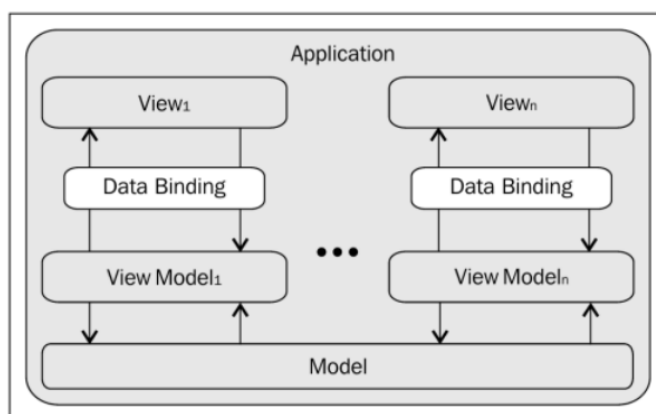 Application
View₁ Viewₙ
Data Binding Data Binding
View Model₁ View Modelₙ
Model